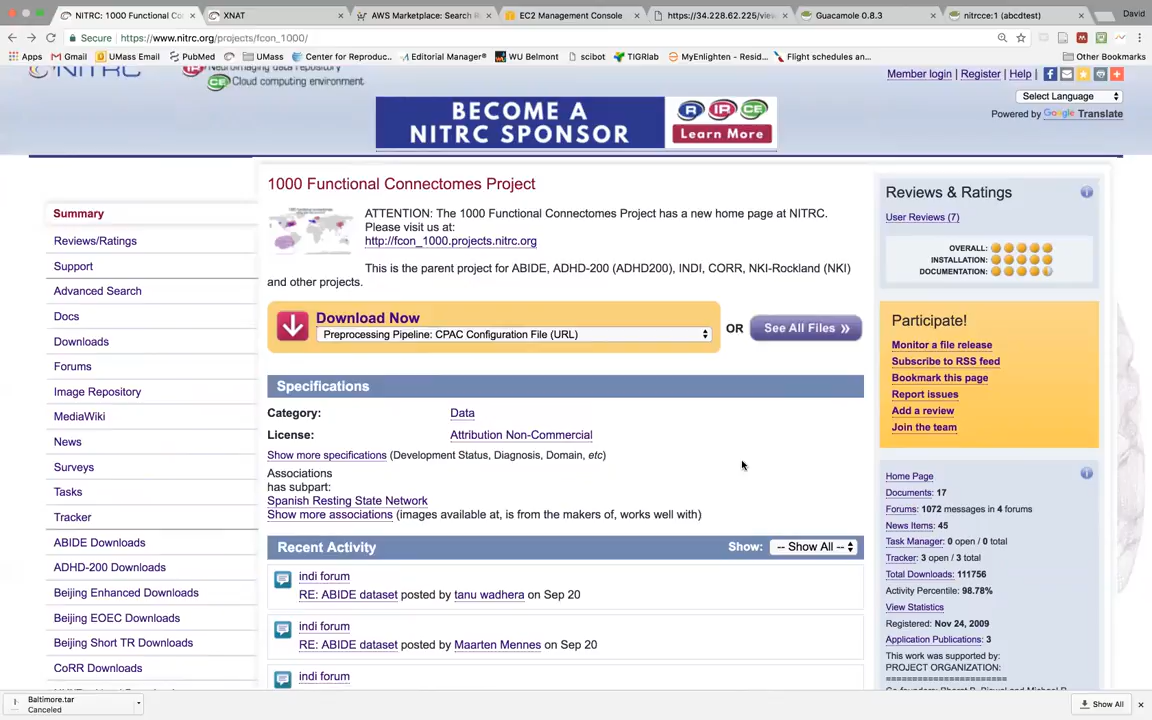 NITRC: 1000 Functional Co
XNAT
AWS Marketplace: Search R
EC2 Management Console
https://34.228.62.225/view
Guacamole 0.8.3
nitrcce:1 (abcdtest)
David
Secure
https://www.nitrc.org/projects/fcon_1000/
Apps
Gmail
UMass Email
PubMed
UMass
Center for Reproduc..
Editorial Manager®
WU Belmont
scibot
TIGRlab
MyEnlighten - Resid...
Flight schedules an...
Other Bookmarks
NITRC
Neuroimaging data repository
CE
Cloud computing environment.
BECOME A
NITRC SPONSOR
R IR CE
Learn More
Member login | Register | Help |
Select Language
Powered by Google Translate
Summary
Reviews/Ratings
Support
Advanced Search
Docs
Downloads
Forums
Image Repository
MediaWiki
News
Surveys
Tasks
Tracker
ABIDE Downloads
ADHD-200 Downloads
Beijing Enhanced Downloads
Beijing EOEC Downloads
Beijing Short TR Downloads
CoRR Downloads
1000 Functional Connectomes Project
ATTENTION: The 1000 Functional Connectomes Project has a new home page at NITRC.
Please visit us at:
http://fcon_1000.projects.nitrc.org
This is the parent project for ABIDE, ADHD-200 (ADHD200), INDI, CORR, NKI-Rockland (NKI)
and other projects.
Download Now
Preprocessing Pipeline: CPAC Configuration File (URL)
OR
See All Files »
Specifications
Category: Data
License: Attribution Non-Commercial
Show more specifications (Development Status, Diagnosis, Domain, etc)
Associations
has subpart:
Spanish Resting State Network
Show more associations (images available at, is from the makers of, works well with)
Recent Activity
Show: -- Show All --
indi forum
RE: ABIDE dataset posted by tanu wadhera on Sep 20
indi forum
RE: ABIDE dataset posted by Maarten Mennes on Sep 20
indi forum
Reviews & Ratings
User Reviews (7)
OVERALL:
INSTALLATION:
DOCUMENTATION:
Participate!
Monitor a file release
Subscribe to RSS feed
Bookmark this page
Report issues
Add a review
Join the team
Home Page
Documents: 17
Forums: 1072 messages in 4 forums
News Items: 45
Task Manager: 0 open / 0 total
Tracker: 3 open / 3 total
Total Downloads: 111756
Activity Percentile: 98.78%
View Statistics
Registered: Nov 24, 2009
Application Publications: 3
This work was supported by:
PROJECT ORGANIZATION:
=======================
Baltimore.tar
Canceled
Show All